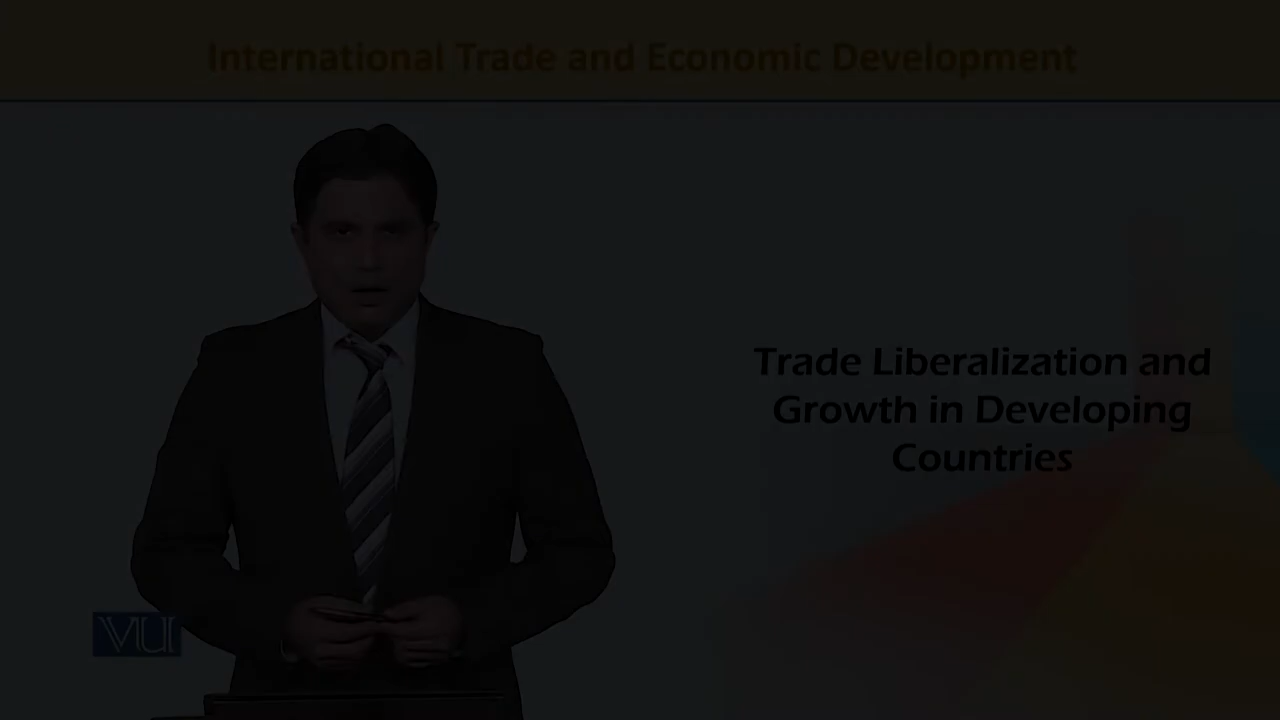 International Trade and Economic Development
Trade Liberalization and
Growth in Developing
Countries
VU